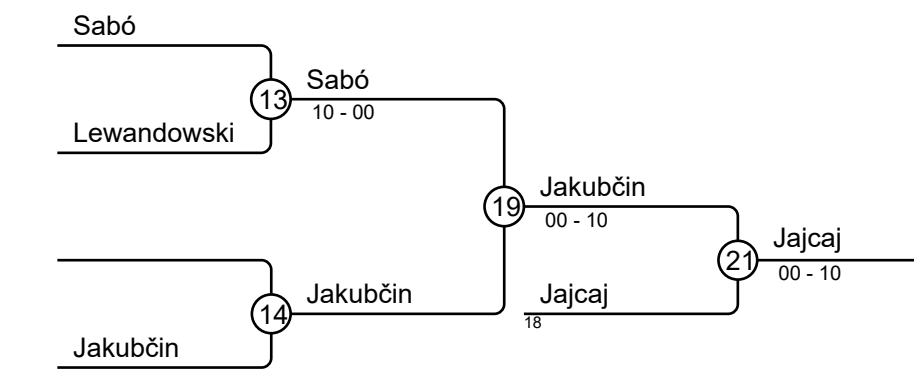 Sabó
13
Sabó
10 - 00
Lewandowski
19
Jakubčin
00 - 10
21
Jajcaj
00 - 10
14
Jakubčin
Jajcaj
18
Jakubčin